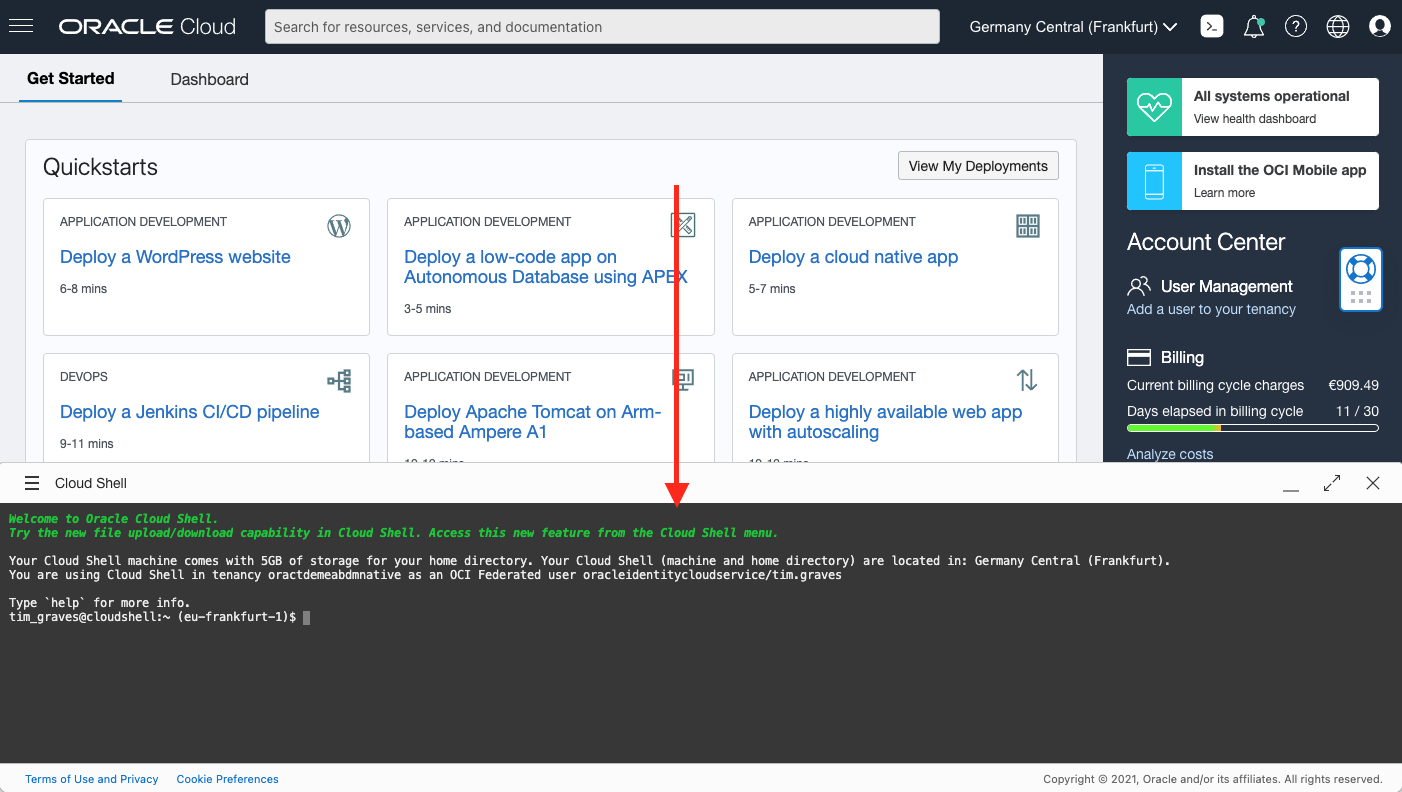 ORACLE Cloud
Search for resources, services, and documentation
Germany Central (Frankfurt)
Get Started
Dashboard
Quickstarts
View My Deployments
APPLICATION DEVELOPMENT
Deploy a WordPress website
6-8 mins
APPLICATION DEVELOPMENT
Deploy a low-code app on
Autonomous Database using APEX
3-5 mins
APPLICATION DEVELOPMENT
Deploy a cloud native app
5-7 mins
DEVOPS
Deploy a Jenkins CI/CD pipeline
9-11 mins
APPLICATION DEVELOPMENT
Deploy Apache Tomcat on Arm-
based Ampere A1
APPLICATION DEVELOPMENT
Deploy a highly available web app
with autoscaling
All systems operational
View health dashboard
Install the OCI Mobile app
Learn more
Account Center
User Management
Add a user to your tenancy
Billing
Current billing cycle charges €909.49
Days elapsed in billing cycle 11 / 30
Analyze costs
Cloud Shell
Welcome to Oracle Cloud Shell.
Try the new file upload/download capability in Cloud Shell. Access this new feature from the Cloud Shell menu.
Your Cloud Shell machine comes with 5GB of storage for your home directory. Your Cloud Shell (machine and home directory) are located in: Germany Central (Frankfurt).
You are using Cloud Shell in tenancy oractdemeabdmnative as an OCI Federated user oracleidentitycloudservice/tim.graves
Type `help` for more info.
tim_graves@cloudshell:~ (eu-frankfurt-1)$
Terms of Use and Privacy
Cookie Preferences
Copyright © 2021, Oracle and/or its affiliates. All rights reserved.